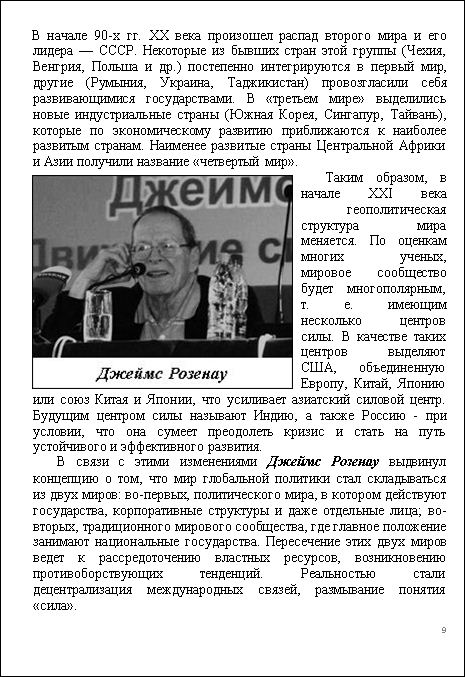 В начале 90-х гг. XX века произошел распад второго мира и его
лидера — СССР. Некоторые из бывших стран этой группы (Чехия,
Венгрия, Польша и др.) постепенно интегрируются в первый мир,
другие (Румыния, Украина, Таджикистан) провозгласили себя
развивающимися государствами. В «третьем мире» выделились
новые индустриальные страны (Южная Корея, Сингапур, Тайвань),
которые по экономическому развитию приближаются к наиболее
развитым странам. Наименее развитые страны Центральной Африки
и Азии получили название «четвертый мир».
Таким образом, в
начале XXI века
геополитическая
структура мира
меняется. По оценкам
многих ученых,
мировое сообщество
будет многополярным,
т. е. имеющим
несколько центров
силы. В качестве таких
центров выделяют
США, объединенную
Европу, Китай, Японию
Джеймс
Движение си
Джеймс Розенау
или союз Китая и Японии, что усиливает азиатский силовой центр.
Будущим центром силы называют Индию, а также Россию - при
условии, что она сумеет преодолеть кризис и стать на путь
устойчивого и эффективного развития.
В связи с этими изменениями Джеймс Розенау выдвинул
концепцию о том, что мир глобальной политики стал складываться
из двух миров: во-первых, политического мира, в котором действуют
государства, корпоративные структуры и даже отдельные лица; во-
вторых, традиционного мирового сообщества, где главное положение
занимают национальные государства. Пересечение этих двух миров
ведет к рассредоточению властных ресурсов, возникновению
противоборствующих тенденций. Реальностью стали
децентрализация международных связей, размывание понятия
«сила».
9